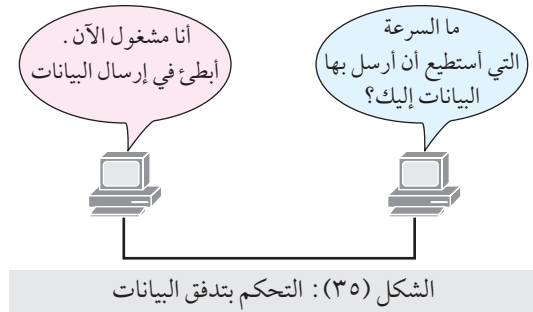 ما السرعة
التي أستطيع أن أرسل بها
البيانات إليك؟
أنا مشغول الآن .
أبطئ في إرسال البيانات
الشكل (٣٥): التحكم بتدفق البيانات